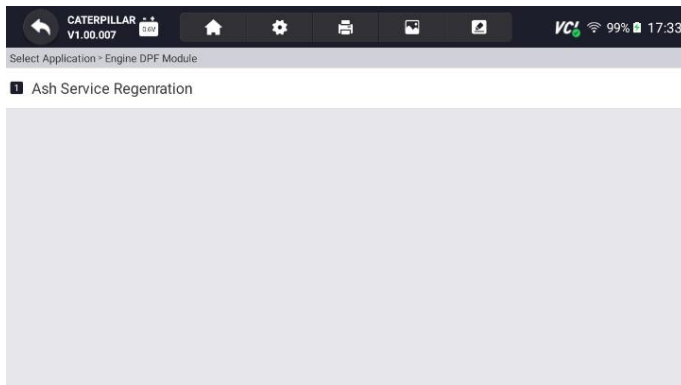 CATERPILLAR
V1.00.007
0.6V
VCI
99%
17:33
Select Application > Engine DPF Module
1 Ash Service Regenration